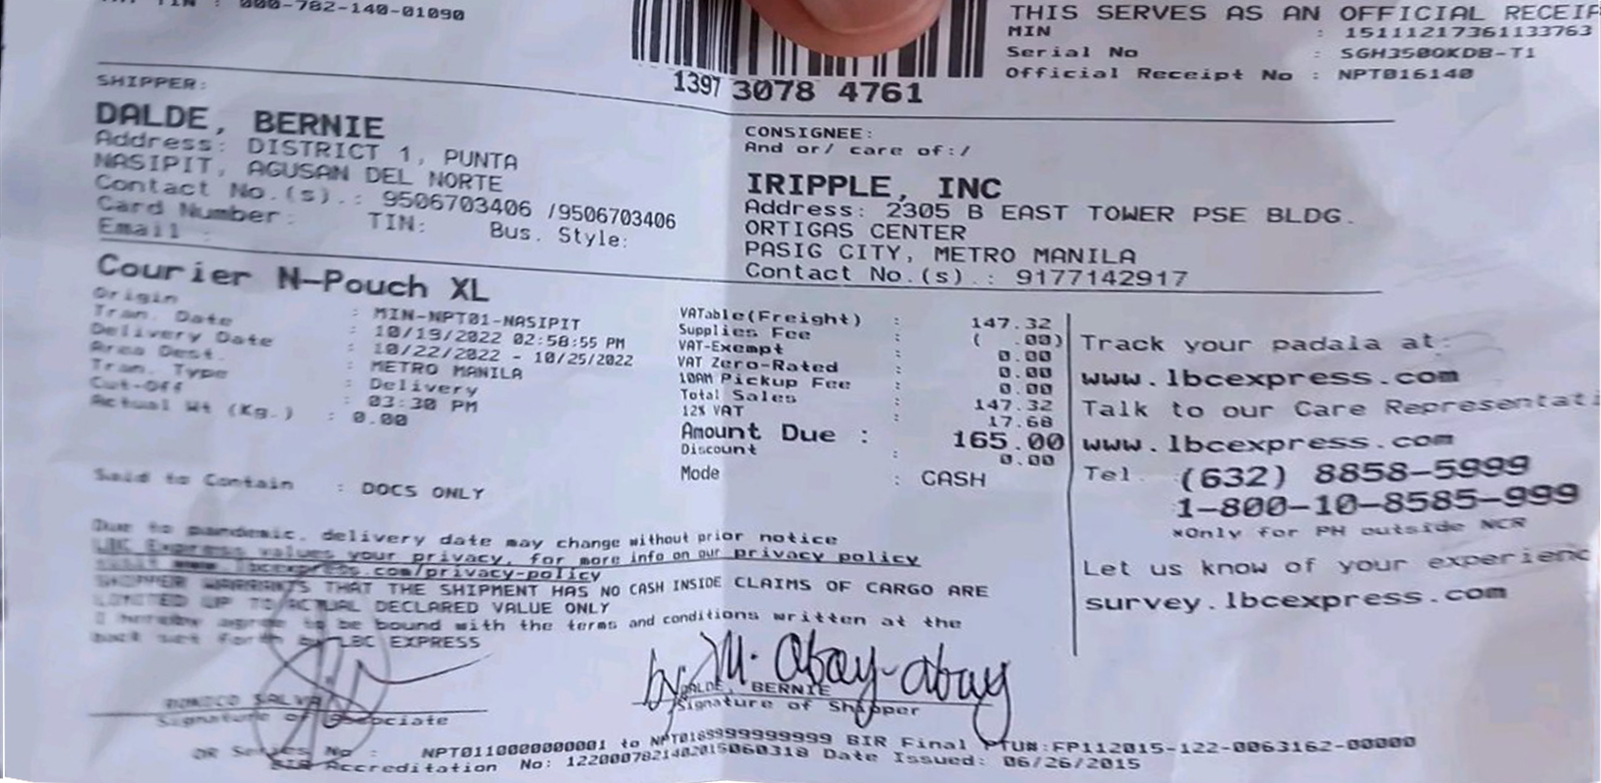 TIN : 000-782-140-01090
THIS SERVES AS AN OFFICIAL RECEIP
MIN : 15111217361133763
Serial No : SGH350QKDB-T1
Official Receipt No : NPT016140
1397 3078 4761
SHIPPER:
DALDE, BERNIE
Address: DISTRICT 1, PUNTA
NASIPIT, AGUSAN DEL NORTE
Contact No.(s).: 9506703406 /9506703406
Card Number: TIN: Bus. Style:
Email :
CONSIGNEE:
And or/ care of:/
IRIPPLE, INC
Address: 2305 B EAST TOWER PSE BLDG.
ORTIGAS CENTER
PASIG CITY, METRO MANILA
Contact No.(s).: 9177142917
Courier N-Pouch XL
Origin : MIN-NPT01-NASIPIT
Tran. Date : 10/19/2022 02:58:55 PM
Delivery Date : 10/22/2022 - 10/25/2022
Area Dest. : METRO MANILA
Tran. Type : Delivery
Cut-Off : 03:30 PM
Actual Wt (Kg.) : 0.00
Said to Contain : DOCS ONLY
VATable(Freight) : 147.32
Supplies Fee ( .00)
VAT-Exempt : 0.00
VAT Zero-Rated : 0.00
10AM Pickup Fee : 0.00
Total Sales : 147.32
12% VAT : 17.68
Amount Due : 165.00
Discount : 0.00
Mode : CASH
Track your padala at:
www.lbcexpress.com
Talk to our Care Representati
www.lbcexpress.com
Tel. (632) 8858-5999
1-800-10-8585-999
*Only for PH outside NCR
Let us know of your experienc
survey.lbcexpress.com
Due to pandemic, delivery date may change without prior notice
LBC Express values your privacy, for more info on our privacy policy
visit www.lbcexpress.com/privacy-policy
SHIPPER WARRANTS THAT THE SHIPMENT HAS NO CASH INSIDE CLAIMS OF CARGO ARE
LIMITED UP TO ACTUAL DECLARED VALUE ONLY
I hereby agree to be bound with the terms and conditions written at the
back set forth by LBC EXPRESS
by M. Abay-abay
SALVA
Signature of Associate
DALDE, BERNIE
Signature of Shipper
OR Series No : NPT0110000000001 to NPT0199999999999 BIR Final PTU#:FP112015-122-0063162-00000
BIR Accreditation No: 1220007821402015060318 Date Issued: 06/26/2015